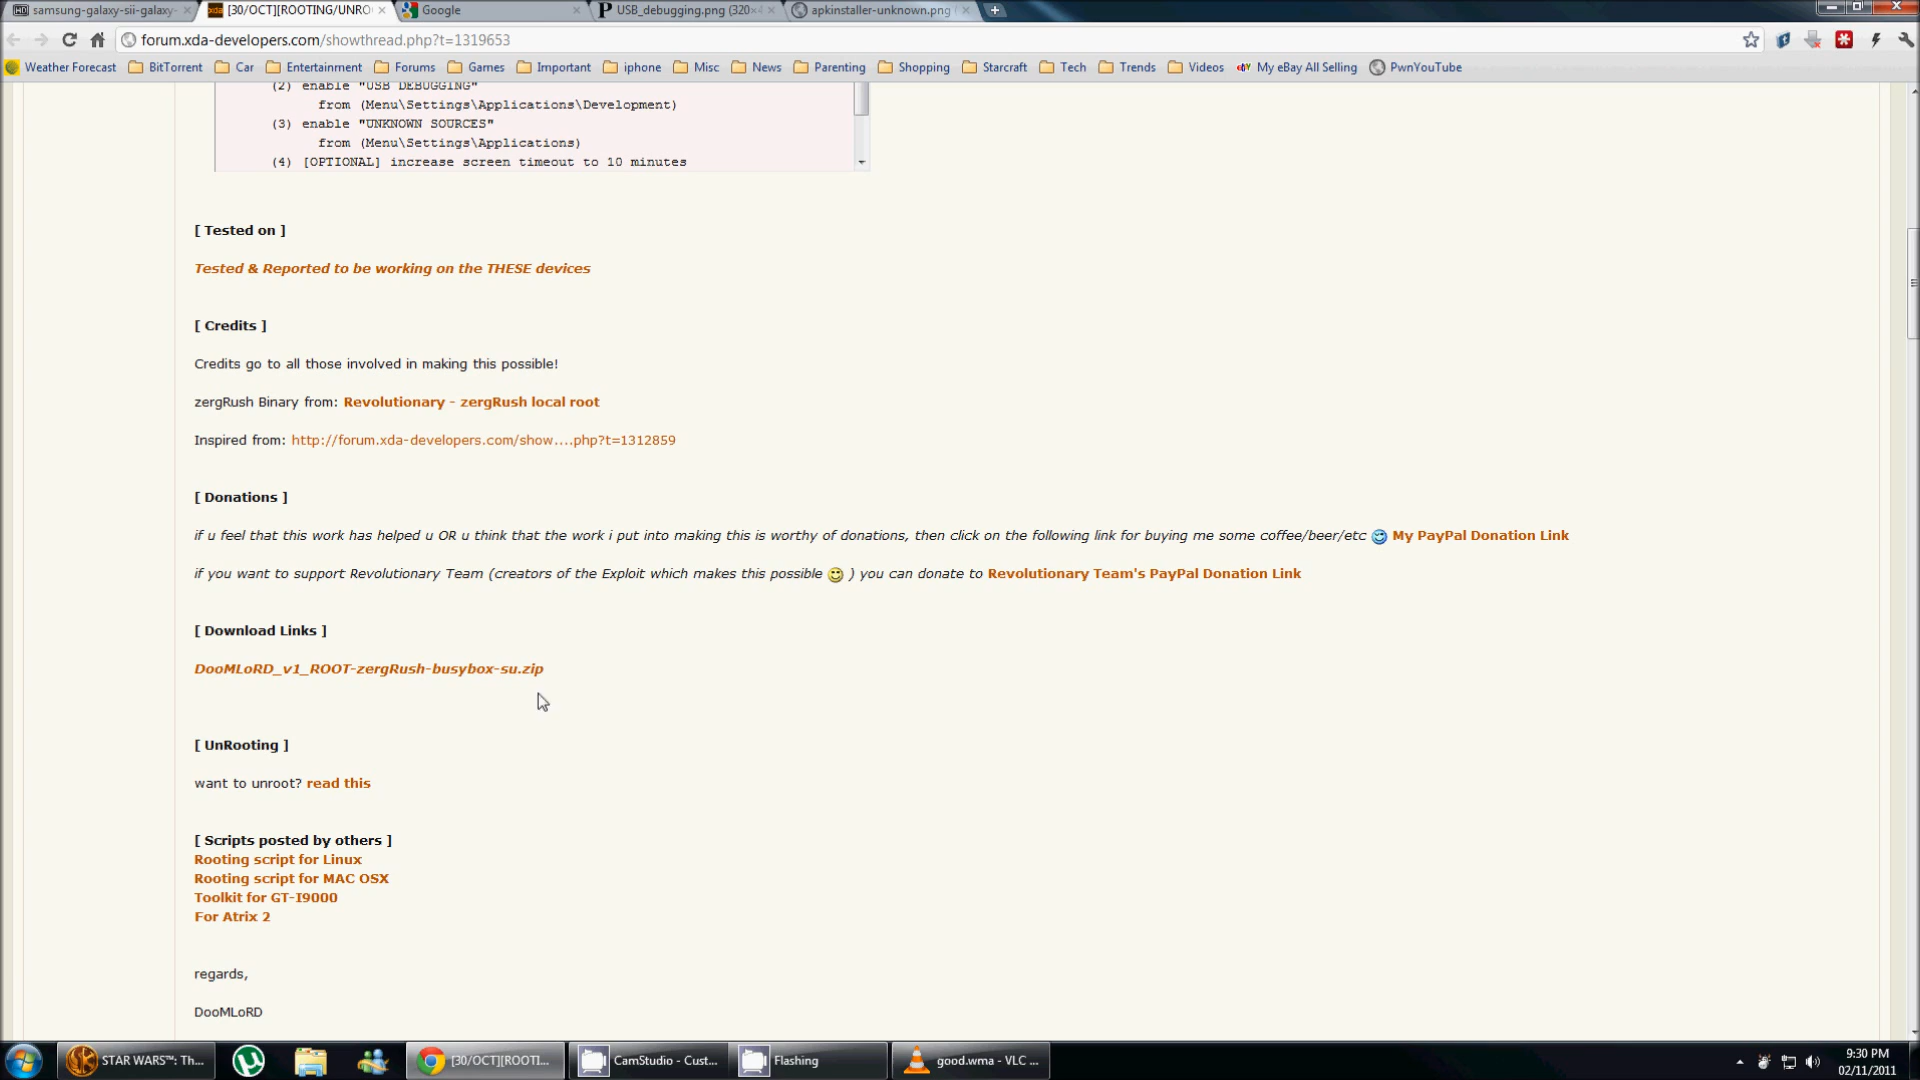 samsung-galaxy-sii-galaxy-
[30/OCT][ROOTING/UNRO
Google
USB_debugging.png (320×4
apkinstaller-unknown.png (
forum.xda-developers.com/showthread.php?t=1319653
Weather Forecast
BitTorrent
Car
Entertainment
Forums
Games
Important
iphone
Misc
News
Parenting
Shopping
Starcraft
Tech
Trends
Videos
My eBay All Selling
PwnYouTube
(2) enable "USB DEBUGGING"
from (Menu\Settings\Applications\Development)
(3) enable "UNKNOWN SOURCES"
from (Menu\Settings\Applications)
(4) [OPTIONAL] increase screen timeout to 10 minutes
[ Tested on ]
Tested & Reported to be working on the THESE devices
[ Credits ]
Credits go to all those involved in making this possible!
zergRush Binary from: Revolutionary - zergRush local root
Inspired from: http://forum.xda-developers.com/show....php?t=1312859
[ Donations ]
if u feel that this work has helped u OR u think that the work i put into making this is worthy of donations, then click on the following link for buying me some coffee/beer/etc My PayPal Donation Link
if you want to support Revolutionary Team (creators of the Exploit which makes this possible ) you can donate to Revolutionary Team's PayPal Donation Link
[ Download Links ]
DooMLoRD_v1_ROOT-zergRush-busybox-su.zip
[ UnRooting ]
want to unroot? read this
[ Scripts posted by others ]
Rooting script for Linux
Rooting script for MAC OSX
Toolkit for GT-I9000
For Atrix 2
regards,
DooMLoRD
STAR WARS™: Th...
[30/OCT][ROOTI...
CamStudio - Cust...
Flashing
good.wma - VLC ...
9:30 PM
02/11/2011